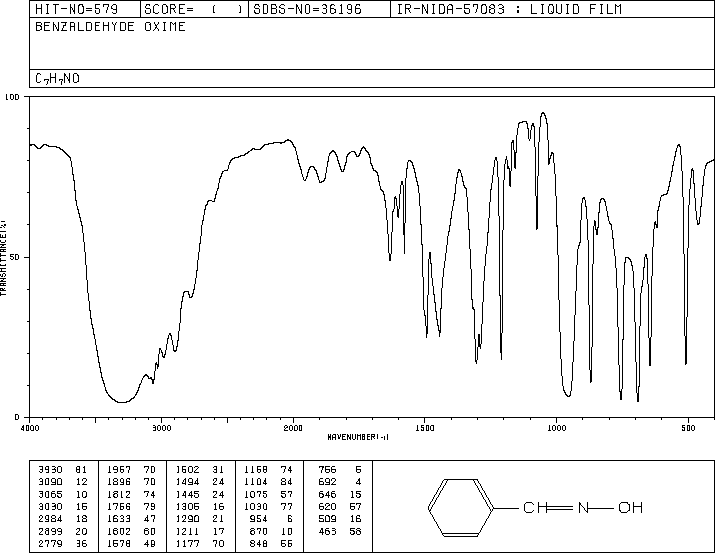 HIT-NO=579 SCORE= ( ) SDBS-NO=36196 IR-NIDA-57083 : LIQUID FILM
BENZALDEHYDE OXIME
C₇H₇NO
100
50
0
TRANSMITTANCE(%)
4000 3000 2000 1500 1000 500
WAVENUMBER(-1)
3930 81 1957 70 1502 31 1158 74 756 5
3090 12 1896 70 1494 24 1104 84 692 4
3065 10 1812 74 1445 24 1075 57 646 15
3030 15 1756 79 1305 16 1030 77 620 57
2984 18 1633 47 1290 21 954 6 509 16
2899 20 1602 60 1211 17 870 10 463 58
2779 36 1578 49 1177 70 848 55
CH N OH